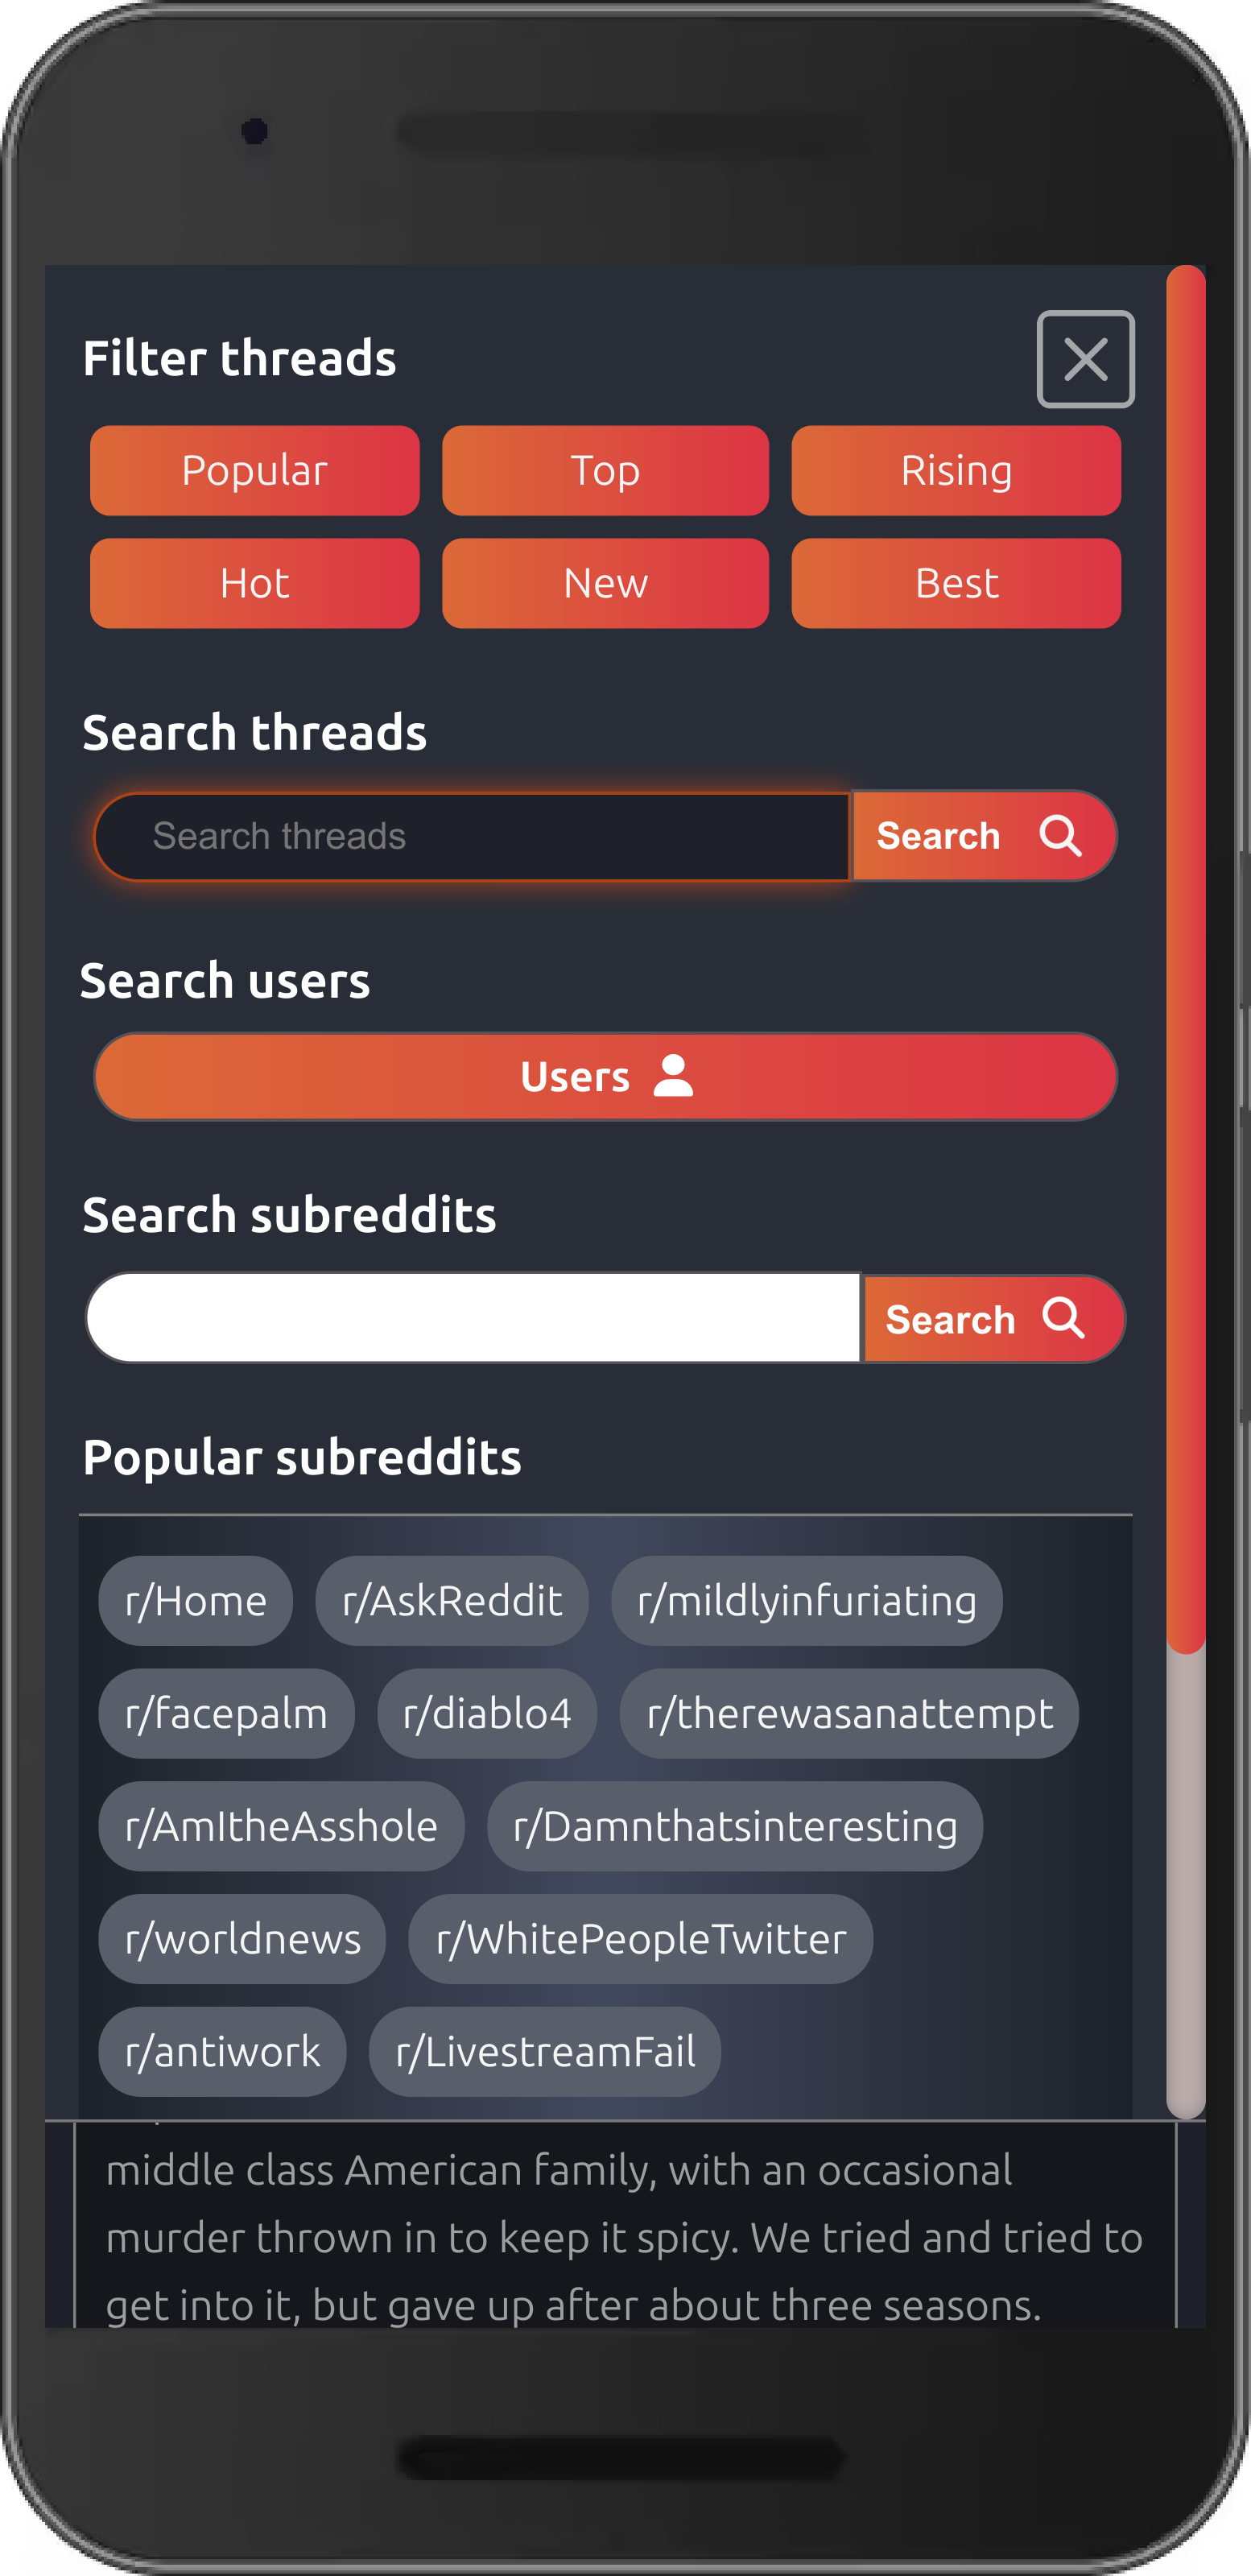 Filter threads
Popular Top Rising
Hot New Best
Search threads
Search threads Search
Search users
Users
Search subreddits
Search
Popular subreddits
r/Home r/AskReddit r/mildlyinfuriating
r/facepalm r/diablo4 r/therewasanattempt
r/AmItheAsshole r/Damnthatsinteresting
r/worldnews r/WhitePeopleTwitter
r/antiwork r/LivestreamFail
middle class American family, with an occasional
murder thrown in to keep it spicy. We tried and tried to
get into it, but gave up after about three seasons.